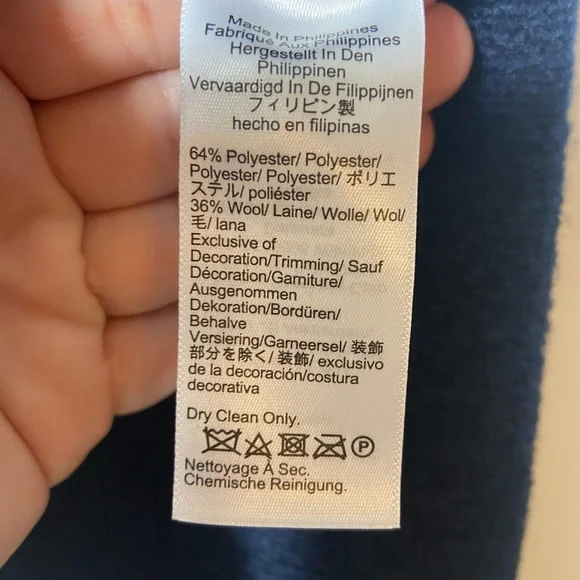 Made In Philippines
Fabriqué Aux Philippines
Hergestellt In Den
Philippinen
Vervaardigd In De Filippijnen
フィリピン製
hecho en filipinas
64% Polyester/ Polyester/
Polyester/ Polyester/ ポリエ
ステル/ poliéster
36% Wool/ Laine/ Wolle/ Wol/
毛/ lana
Exclusive of
Decoration/Trimming/ Sauf
Décoration/Garniture/
Ausgenommen
Dekoration/Bordüren/
Behalve
Versiering/Garneersel/ 装飾
部分を除く/ 装飾/ exclusivo
de la decoración/costura
decorativa
Dry Clean Only.
P
Nettoyage À Sec.
Chemische Reinigung.